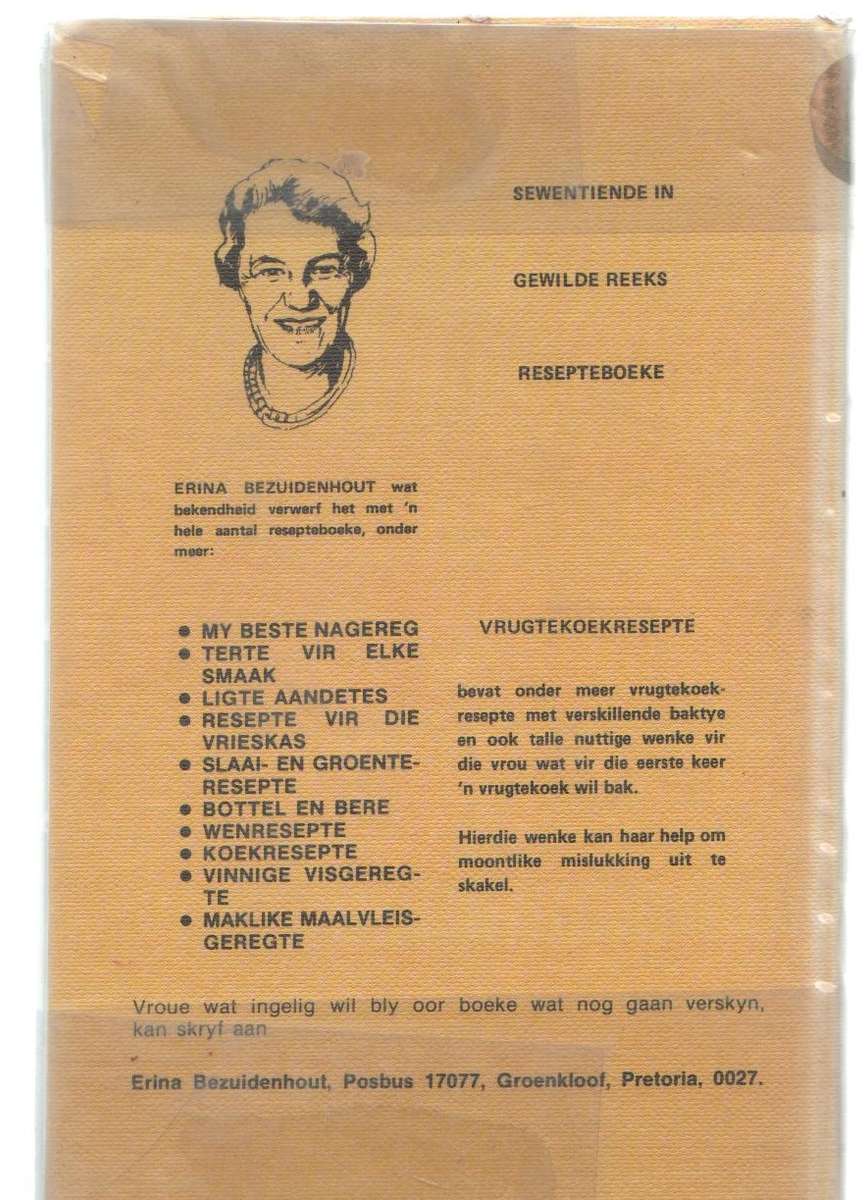 SEWENTIENDE IN
GEWILDE REEKS
RESEPTEBOEKE
ERINA BEZUIDENHOUT wat
bekendheid verwerf het met 'n
hele aantal resepteboeke, onder
meer:
● MY BESTE NAGEREG
● TERTE VIR ELKE
SMAAK
● LIGTE AANDETES
● RESEPTE VIR DIE
VRIESKAS
● SLAAI- EN GROENTE-
RESEPTE
● BOTTEL EN BERE
● WENRESEPTE
● KOEKRESEPTE
● VINNIGE VISGEREG-
TE
● MAKLIKE MAALVLEIS-
GEREGTE
VRUGTEKOEKRESEPTE
bevat onder meer vrugtekoek-
resepte met verskillende baktye
en ook talle nuttige wenke vir
die vrou wat vir die eerste keer
'n vrugtekoek wil bak.
Hierdie wenke kan haar help om
moontlike mislukking uit te
skakel.
Vroue wat ingelig wil bly oor boeke wat nog gaan verskyn,
kan skryf aan
Erina Bezuidenhout, Posbus 17077, Groenkloof, Pretoria, 0027.